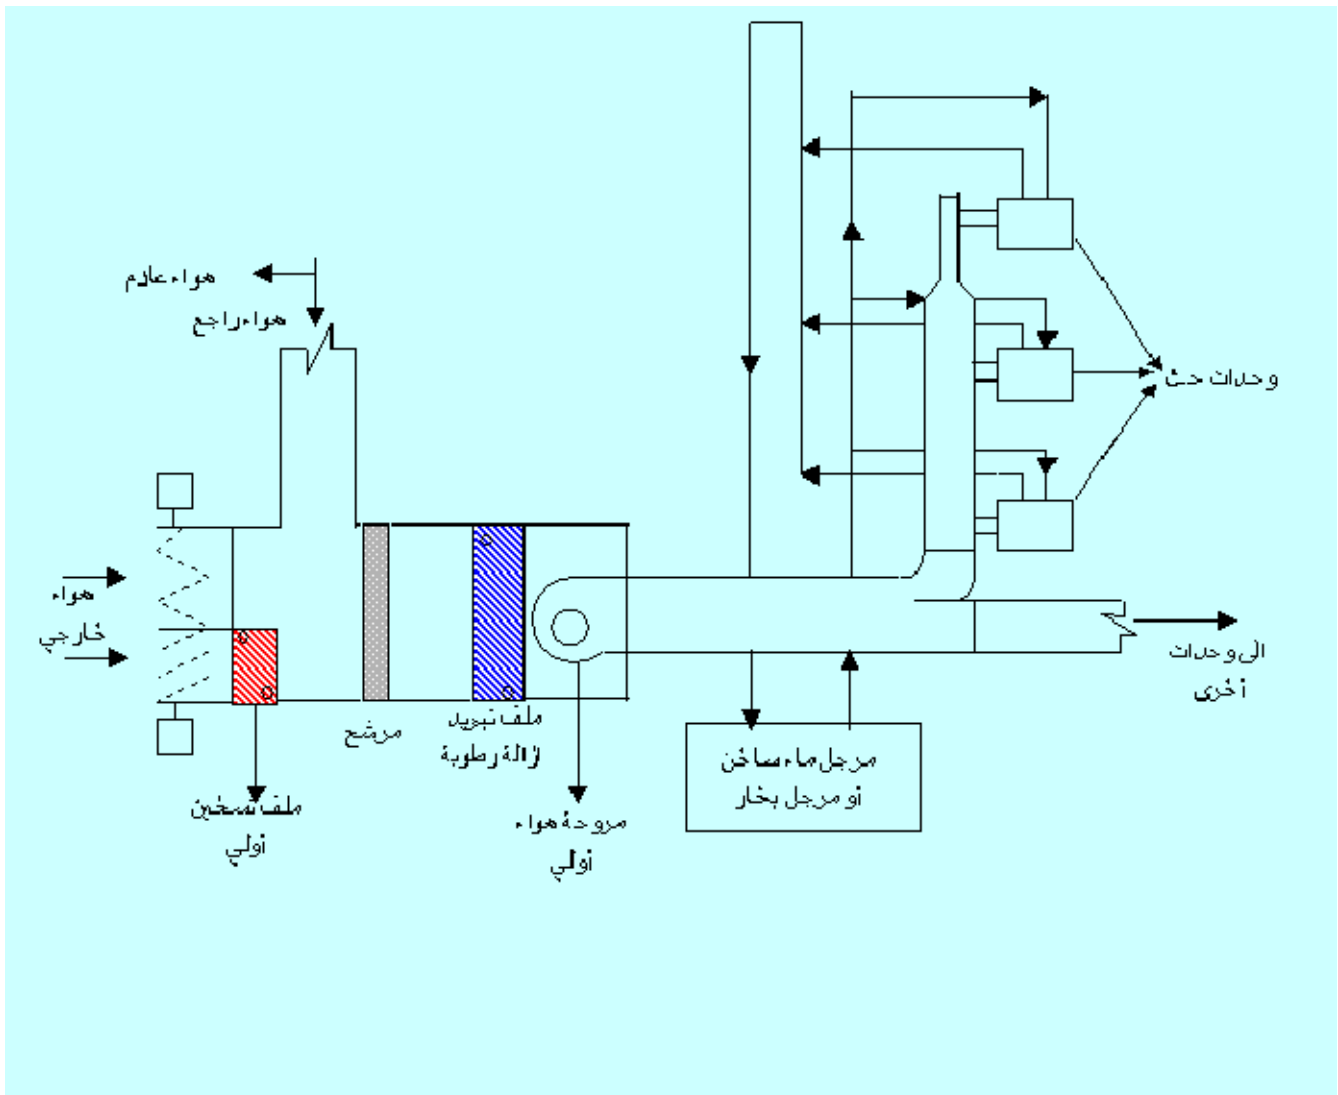 هواء عادم
هواء راجع
وحدات حث
هواء
خارجي
الى وحدات
أخرى
ملف تبريد
زالة رطوبة
مرشح
مرجل ماء ساخن
أو مرجل بخار
ملف تسخين
أولي
مروحة هواء
أولي